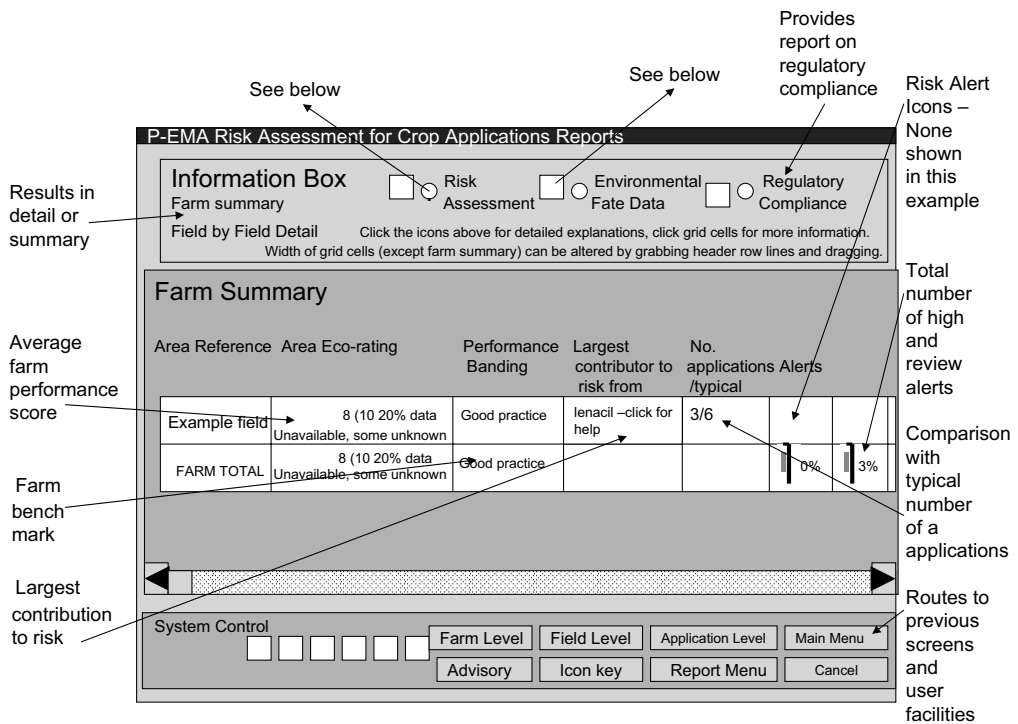 Provides
report on
regulatory
compliance
See below
See below
Risk Alert
Icons –
None
shown
in this
example
P-EMA Risk Assessment for Crop Applications Reports
Results in
detail or
summary
Information Box
Farm summary
Field by Field Detail
Risk
Assessment
Environmental
Fate Data
Regulatory
Compliance
Click the icons above for detailed explanations, click grid cells for more information.
Width of grid cells (except farm summary) can be altered by grabbing header row lines and dragging.
Total
number
of high
and
review
alerts
Farm Summary
Average
farm
performance
score
Area Reference
Area Eco-rating
Performance
Banding
Largest
contributor to
risk from
No.
applications
/typical
Alerts
Example field
8 (10 20% data
Unavailable, some unknown
Good practice
lenacil –click for
help
3/6
FARM TOTAL
8 (10 20% data
Unavailable, some unknown
Good practice
0%
3%
Comparison
with
typical
number
of a
applications
Farm
bench
mark
Largest
contribution
to risk
System Control
Farm Level
Field Level
Application Level
Main Menu
Advisory
Icon key
Report Menu
Cancel
Routes to
previous
screens
and
user
facilities